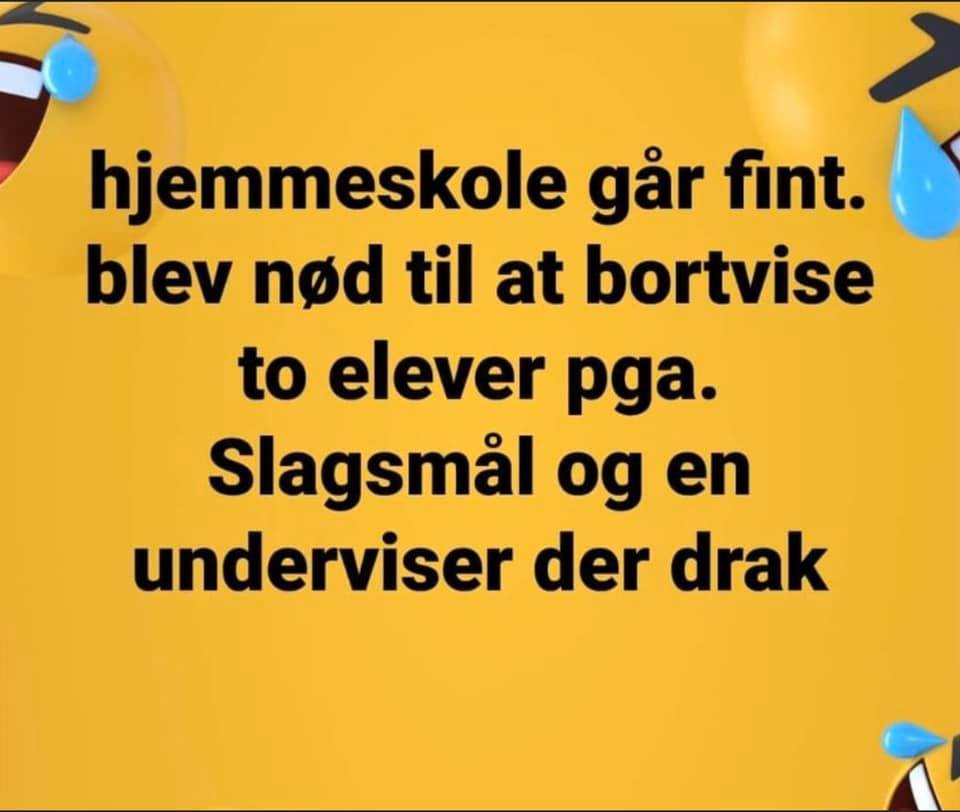 hjemmeskole går fint.
blev nød til at bortvise
to elever pga.
Slagsmål og en
underviser der drak